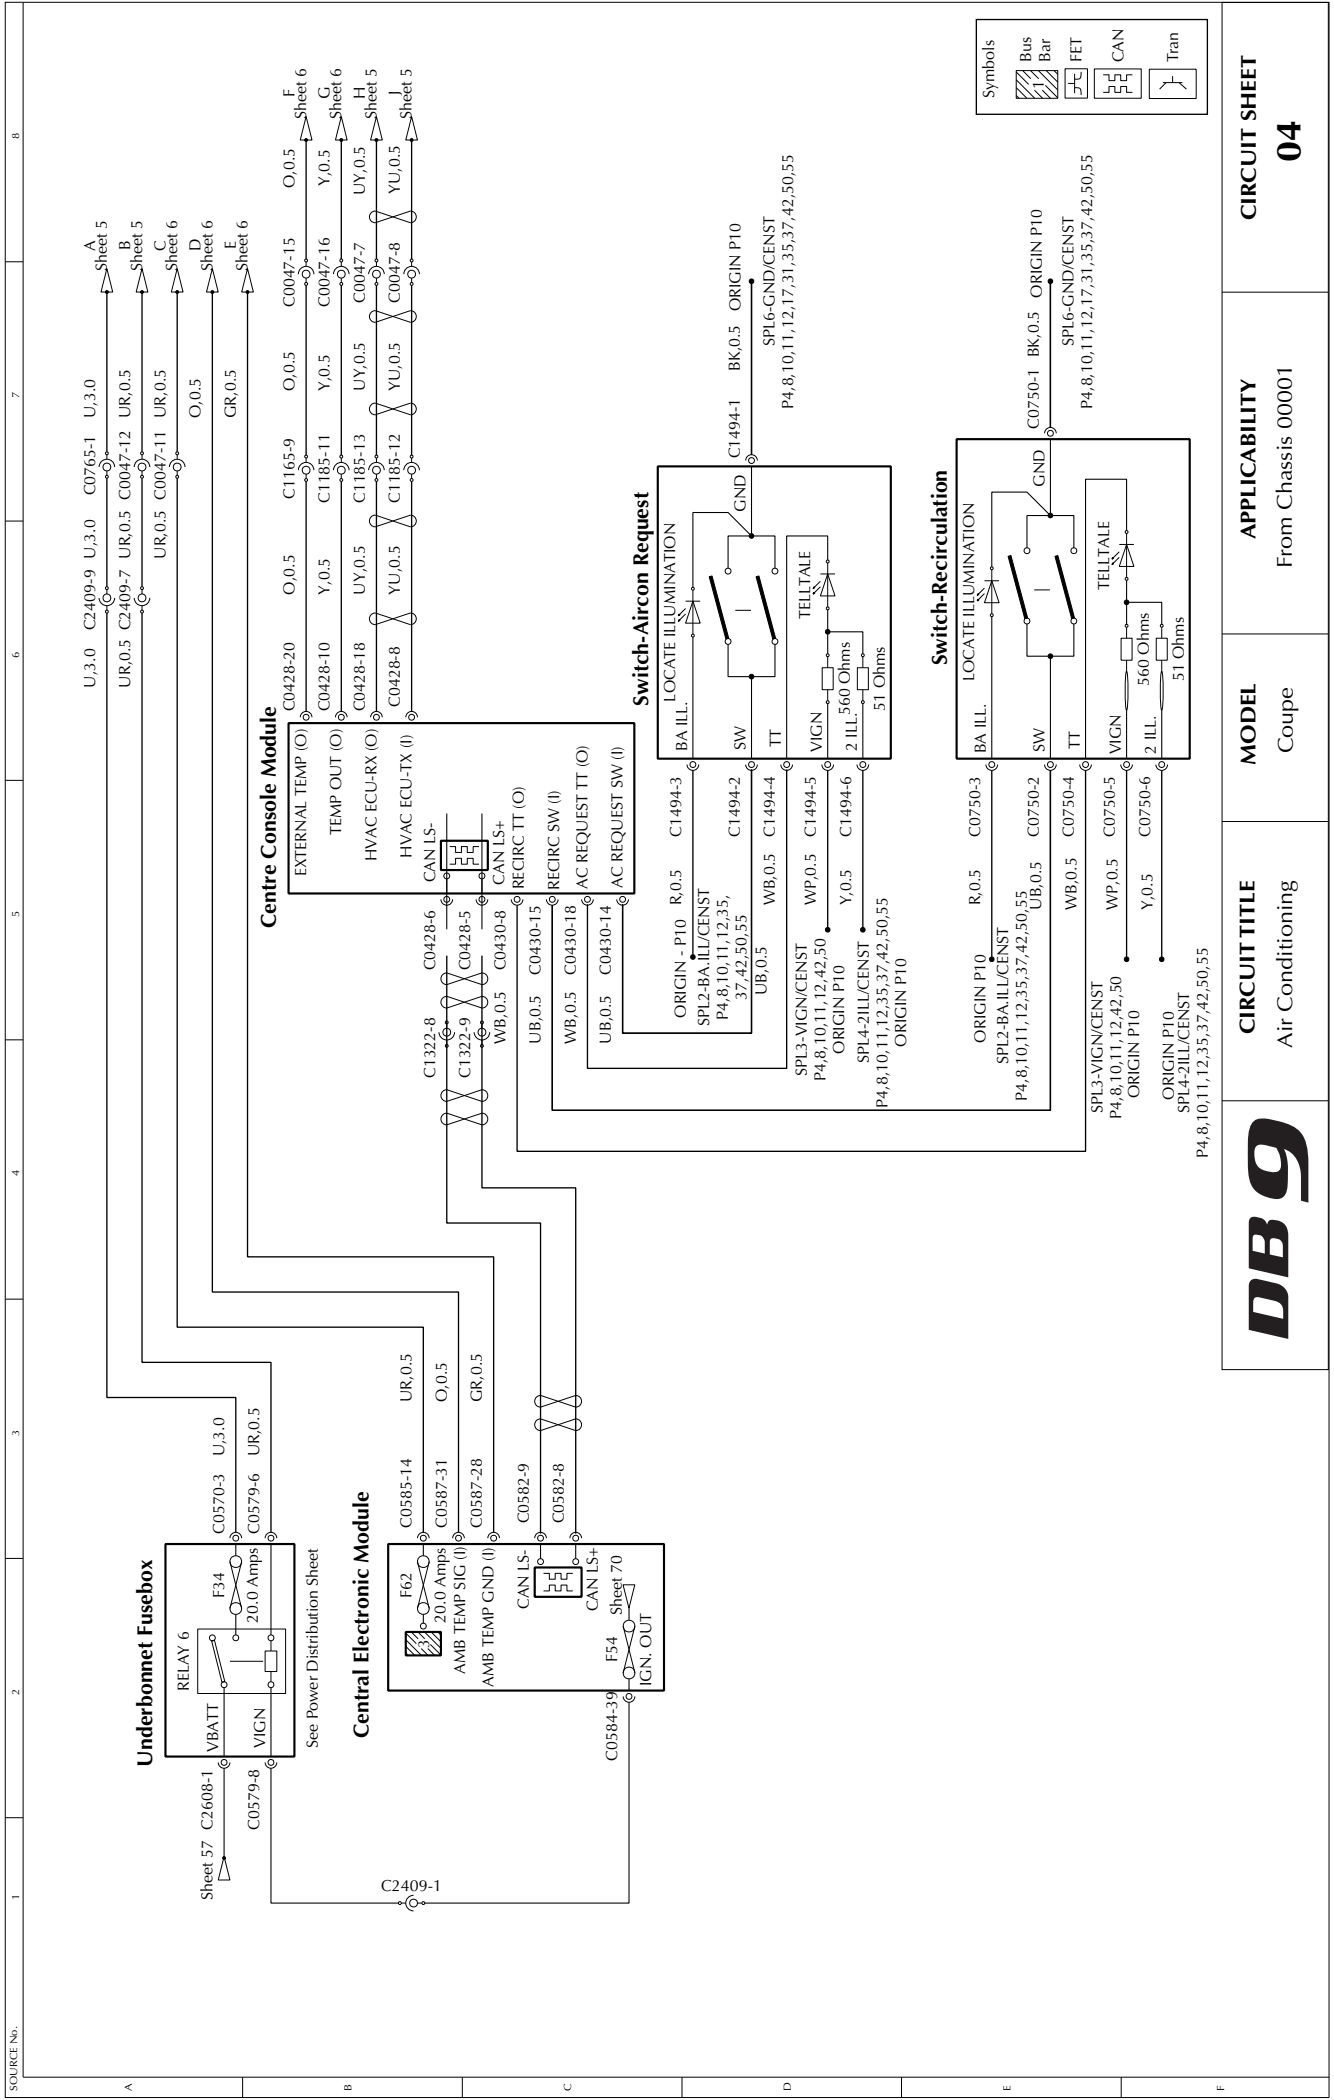 SOURCE No.
1
2
3
4
5
6
7
8
A
B
C
D
E
F
Underbonnet Fusebox
RELAY 6
F34
20.0 Amps
VBATT
VIGN
See Power Distribution Sheet
Sheet 57
C2608-1
C0579-8
C2409-1
C0570-3
U,3.0
C0579-6
UR,0.5
U,3.0
C2409-9
U,3.0
C0765-1
U,3.0
A
Sheet 5
UR,0.5
C2409-7
UR,0.5
C0047-12
UR,0.5
B
Sheet 5
UR,0.5
C0047-11
UR,0.5
C
Sheet 6
O,0.5
D
Sheet 6
GR,0.5
E
Sheet 6
Central Electronic Module
F62
20.0 Amps
31
AMB TEMP SIG (I)
AMB TEMP GND (I)
CAN LS-
CAN LS+
Sheet 70
F54
IGN. OUT
C0584-39
C0585-14
UR,0.5
C0587-31
O,0.5
C0587-28
GR,0.5
C0582-9
C0582-8
Centre Console Module
EXTERNAL TEMP (O)
TEMP OUT (O)
HVAC ECU-RX (O)
HVAC ECU-TX (I)
CAN LS-
CAN LS+
RECIRC TT (O)
RECIRC SW (I)
AC REQUEST TT (O)
AC REQUEST SW (I)
C0428-20
O,0.5
C1165-9
O,0.5
C0047-15
O,0.5
F
Sheet 6
C0428-10
Y,0.5
C1185-11
Y,0.5
C0047-16
Y,0.5
G
Sheet 6
C0428-18
UY,0.5
C1185-13
UY,0.5
C0047-7
UY,0.5
H
Sheet 5
C0428-8
YU,0.5
C1185-12
YU,0.5
C0047-8
YU,0.5
J
Sheet 5
C1322-8
C0428-6
C1322-9
C0428-5
WB,0.5
C0430-8
UB,0.5
C0430-15
WB,0.5
C0430-18
UB,0.5
C0430-14
Switch-Aircon Request
LOCATE ILLUMINATION
BA ILL.
SW
TT
VIGN
2 ILL.
GND
TELLTALE
560 Ohms
51 Ohms
ORIGIN - P10
R,0.5
C1494-3
SPL2-BA.ILL/CENST
P4,8,10,11,12,35,
37,42,50,55
UB,0.5
C1494-2
WB,0.5
C1494-4
WP,0.5
C1494-5
SPL3-VIGN/CENST
P4,8,10,11,12,42,50
ORIGIN P10
Y,0.5
C1494-6
SPL4-2ILL/CENST
P4,8,10,11,12,35,37,42,50,55
ORIGIN P10
C1494-1
BK,0.5
ORIGIN P10
SPL6-GND/CENST
P4,8,10,11,12,17,31,35,37,42,50,55
Switch-Recirculation
LOCATE ILLUMINATION
BA ILL.
SW
TT
VIGN
2 ILL.
GND
TELLTALE
560 Ohms
51 Ohms
ORIGIN P10
R,0.5
C0750-3
SPL2-BA.ILL/CENST
P4,8,10,11,12,35,37,42,50,55
UB,0.5
C0750-2
WB,0.5
C0750-4
WP,0.5
C0750-5
SPL3-VIGN/CENST
P4,8,10,11,12,42,50
ORIGIN P10
Y,0.5
C0750-6
ORIGIN P10
SPL4-2ILL/CENST
P4,8,10,11,12,35,37,42,50,55
C0750-1
BK,0.5
ORIGIN P10
SPL6-GND/CENST
P4,8,10,11,12,17,31,35,37,42,50,55
Symbols
1
Bus
Bar
FET
CAN
Tran
DB9
CIRCUIT TITLE
Air Conditioning
MODEL
Coupe
APPLICABILITY
From Chassis 00001
CIRCUIT SHEET
04